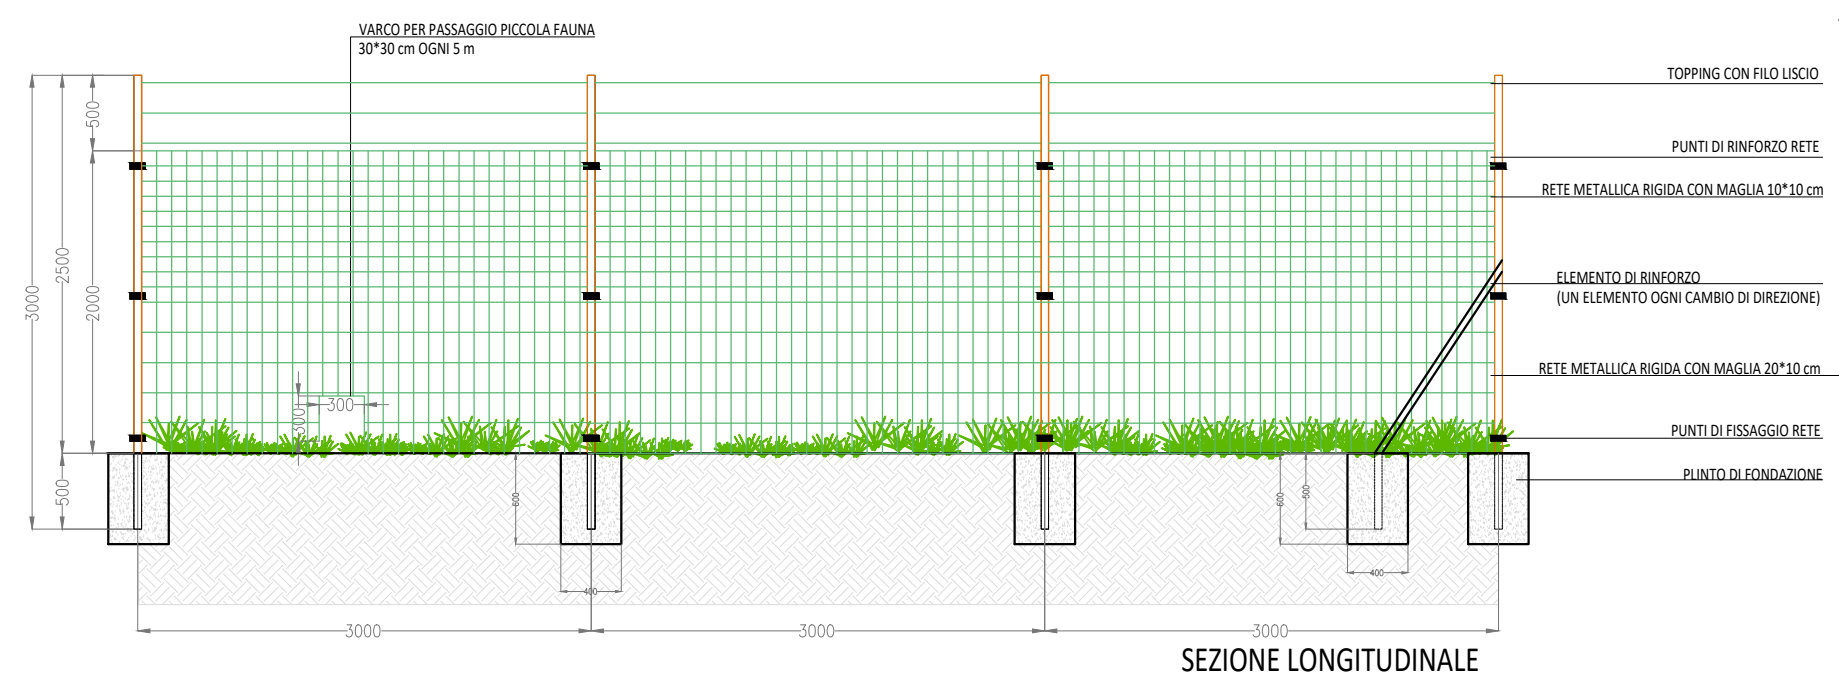 VARCO PER PASSAGGIO PICCOLA FAUNA
30*30 cm OGNI 5 m
TOPPING CON FILO LISCIO
PUNTI DI RINFORZO RETE
RETE METALLICA RIGIDA CON MAGLIA 10*10 cm
ELEMENTO DI RINFORZO
(UN ELEMENTO OGNI CAMBIO DI DIREZIONE)
RETE METALLICA RIGIDA CON MAGLIA 20*10 cm
PUNTI DI FISSAGGIO RETE
PLINTO DI FONDAZIONE
3000
2500
500
2000
500
300
300
600
400
600
500
400
3000
3000
3000
SEZIONE LONGITUDINALE